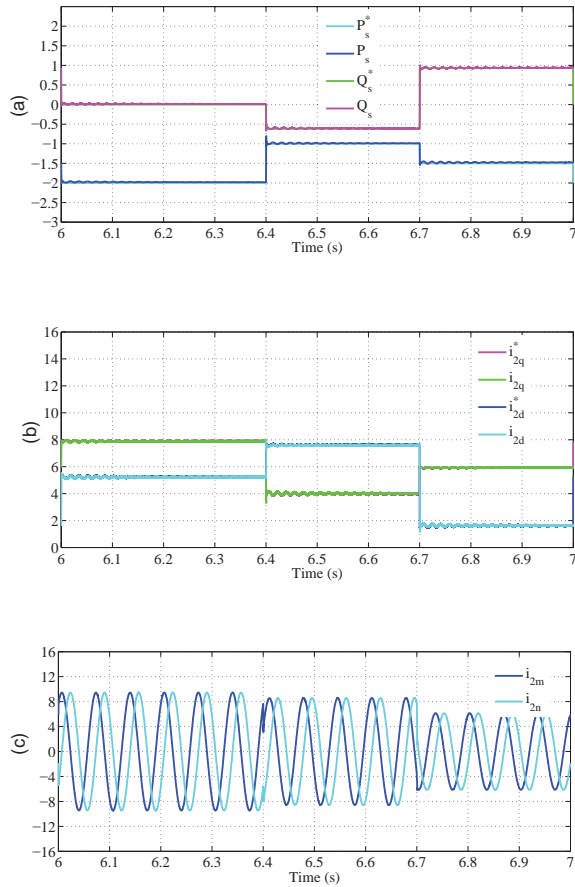 (a)
2
1.5
1
0.5
0
−0.5
−1
−1.5
−2
−2.5
−3
P*s
Ps
Q*s
Qs
6 6.1 6.2 6.3 6.4 6.5 6.6 6.7 6.8 6.9 7
Time (s)
(b)
16
14
12
10
8
6
4
2
0
i*2q
i2q
i*2d
i2d
6 6.1 6.2 6.3 6.4 6.5 6.6 6.7 6.8 6.9 7
Time (s)
(c)
16
12
8
4
0
−4
−8
−12
−16
i2m
i2n
6 6.1 6.2 6.3 6.4 6.5 6.6 6.7 6.8 6.9 7
Time (s)